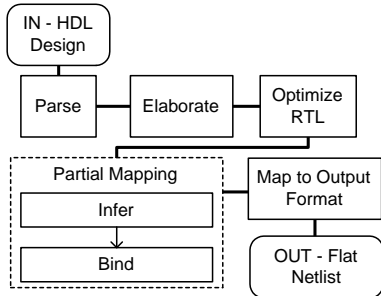 IN - HDL
Design
Parse
Elaborate
Optimize
RTL
Partial Mapping
Infer
Bind
Map to Output
Format
OUT - Flat
Netlist